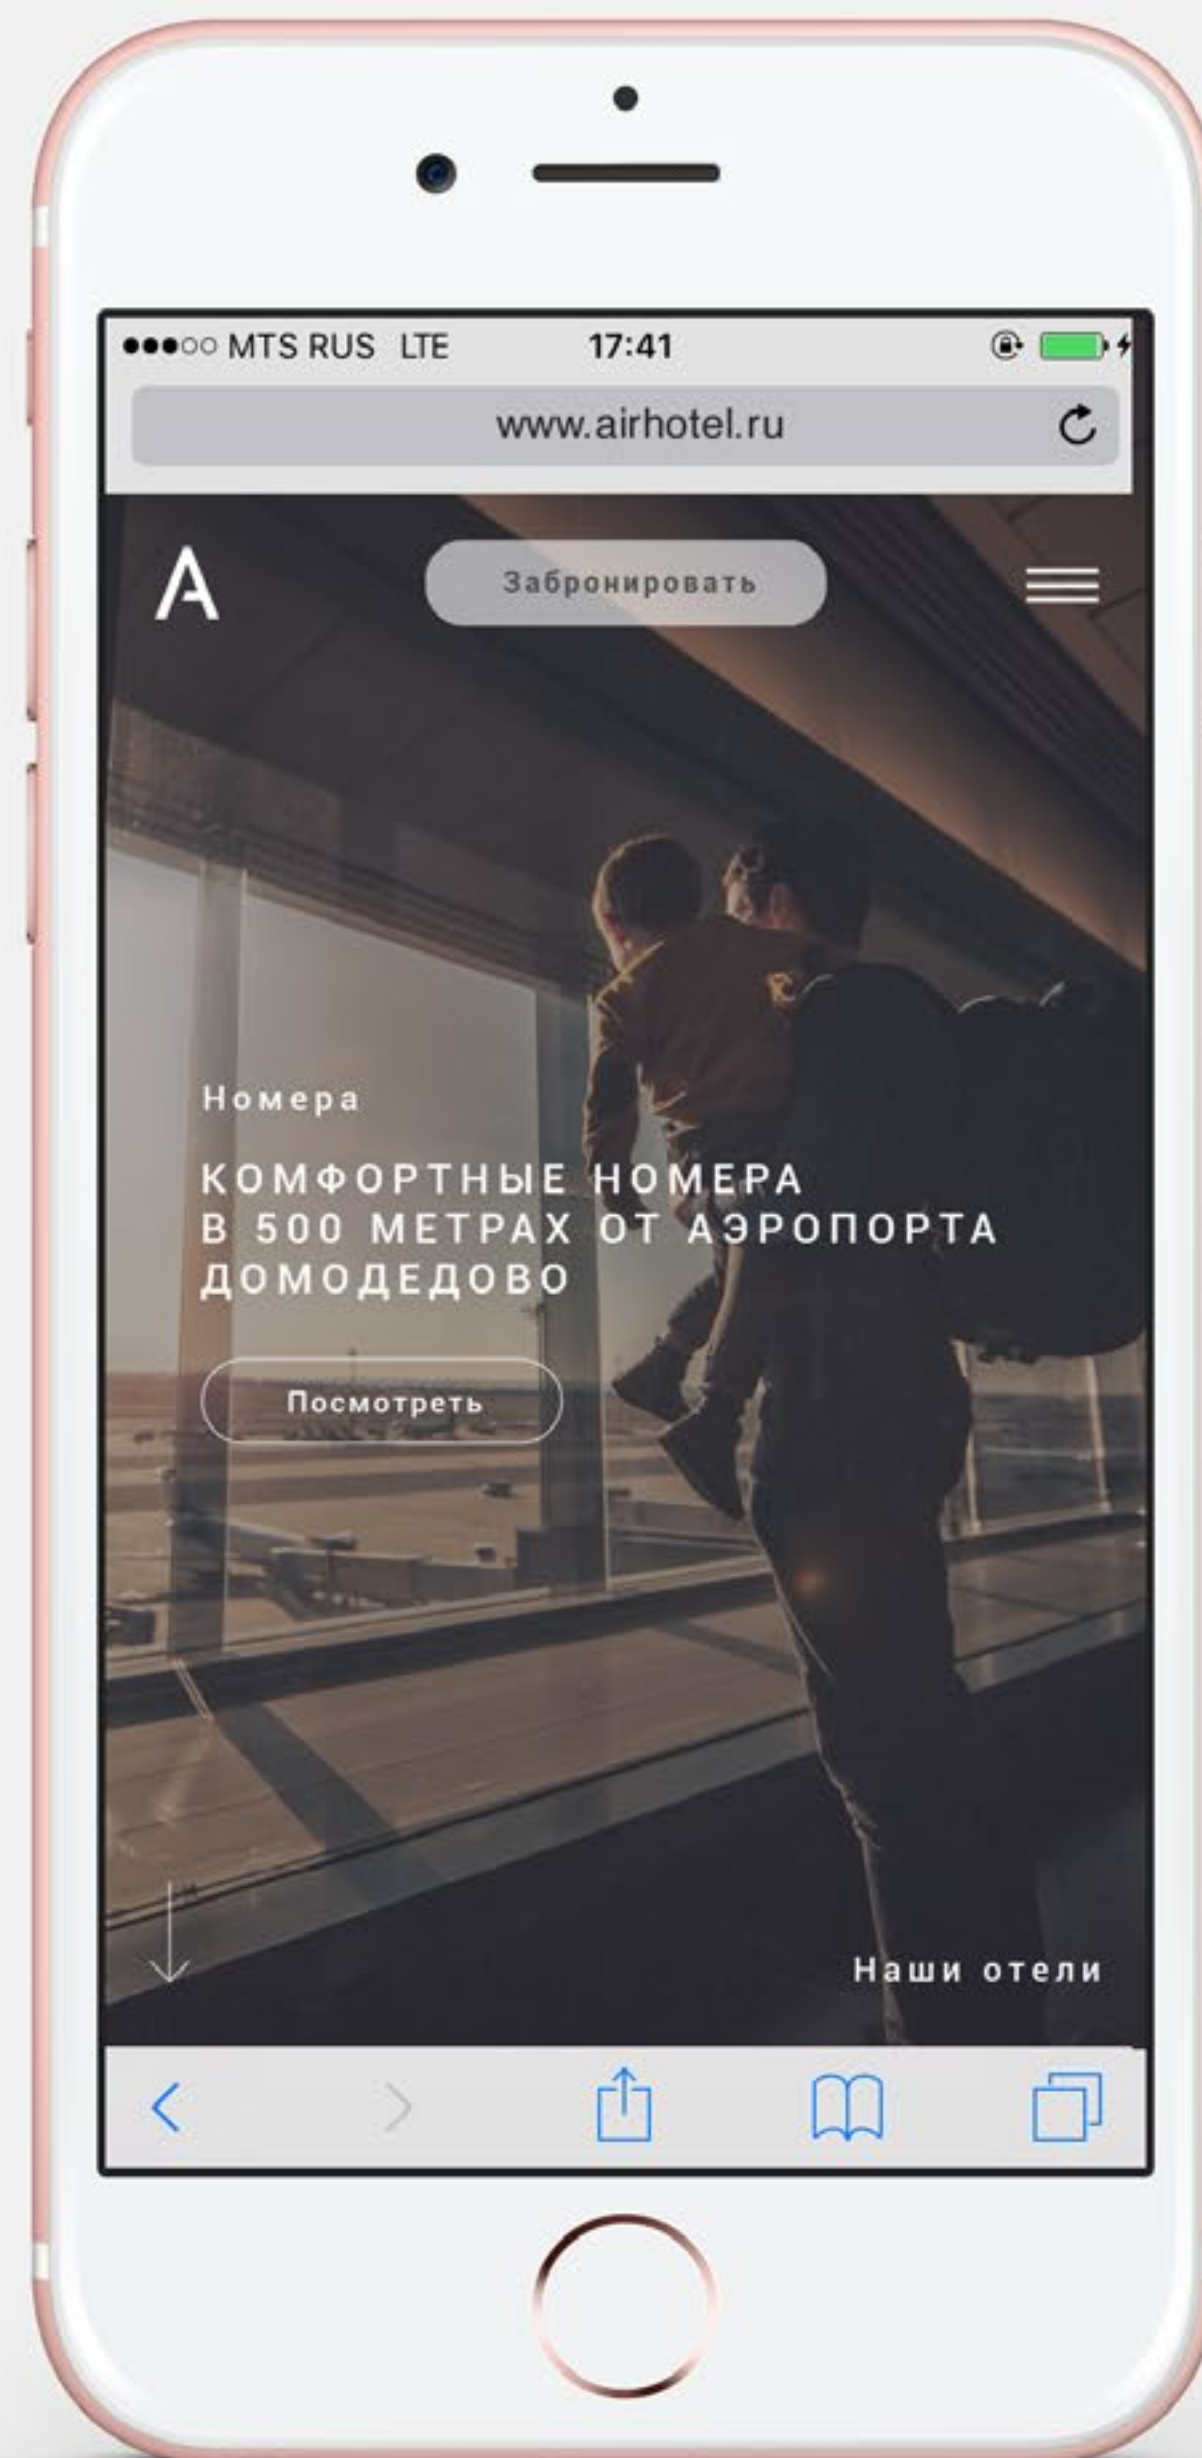 MTS RUS LTE 17:41
www.airhotel.ru
A Забронировать
Номера
КОМФОРТНЫЕ НОМЕРА
В 500 МЕТРАХ ОТ АЭРОПОРТА
ДОМОДЕДОВО
Посмотреть
Наши отели